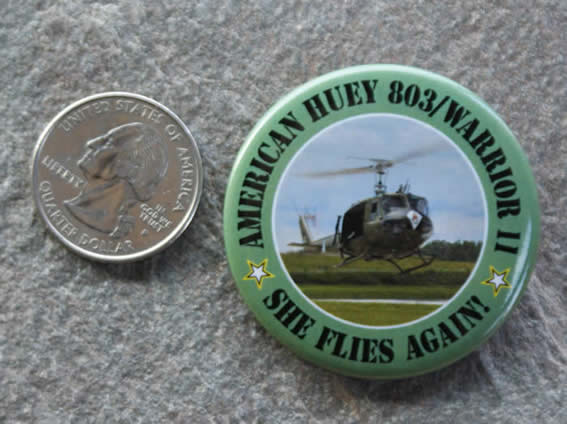 UNITED STATES OF AMERICA
LIBERTY
IN
GOD WE
TRUST
QUARTER DOLLAR
AMERICAN HUEY 803/WARRIOR II
SHE FLIES AGAIN!